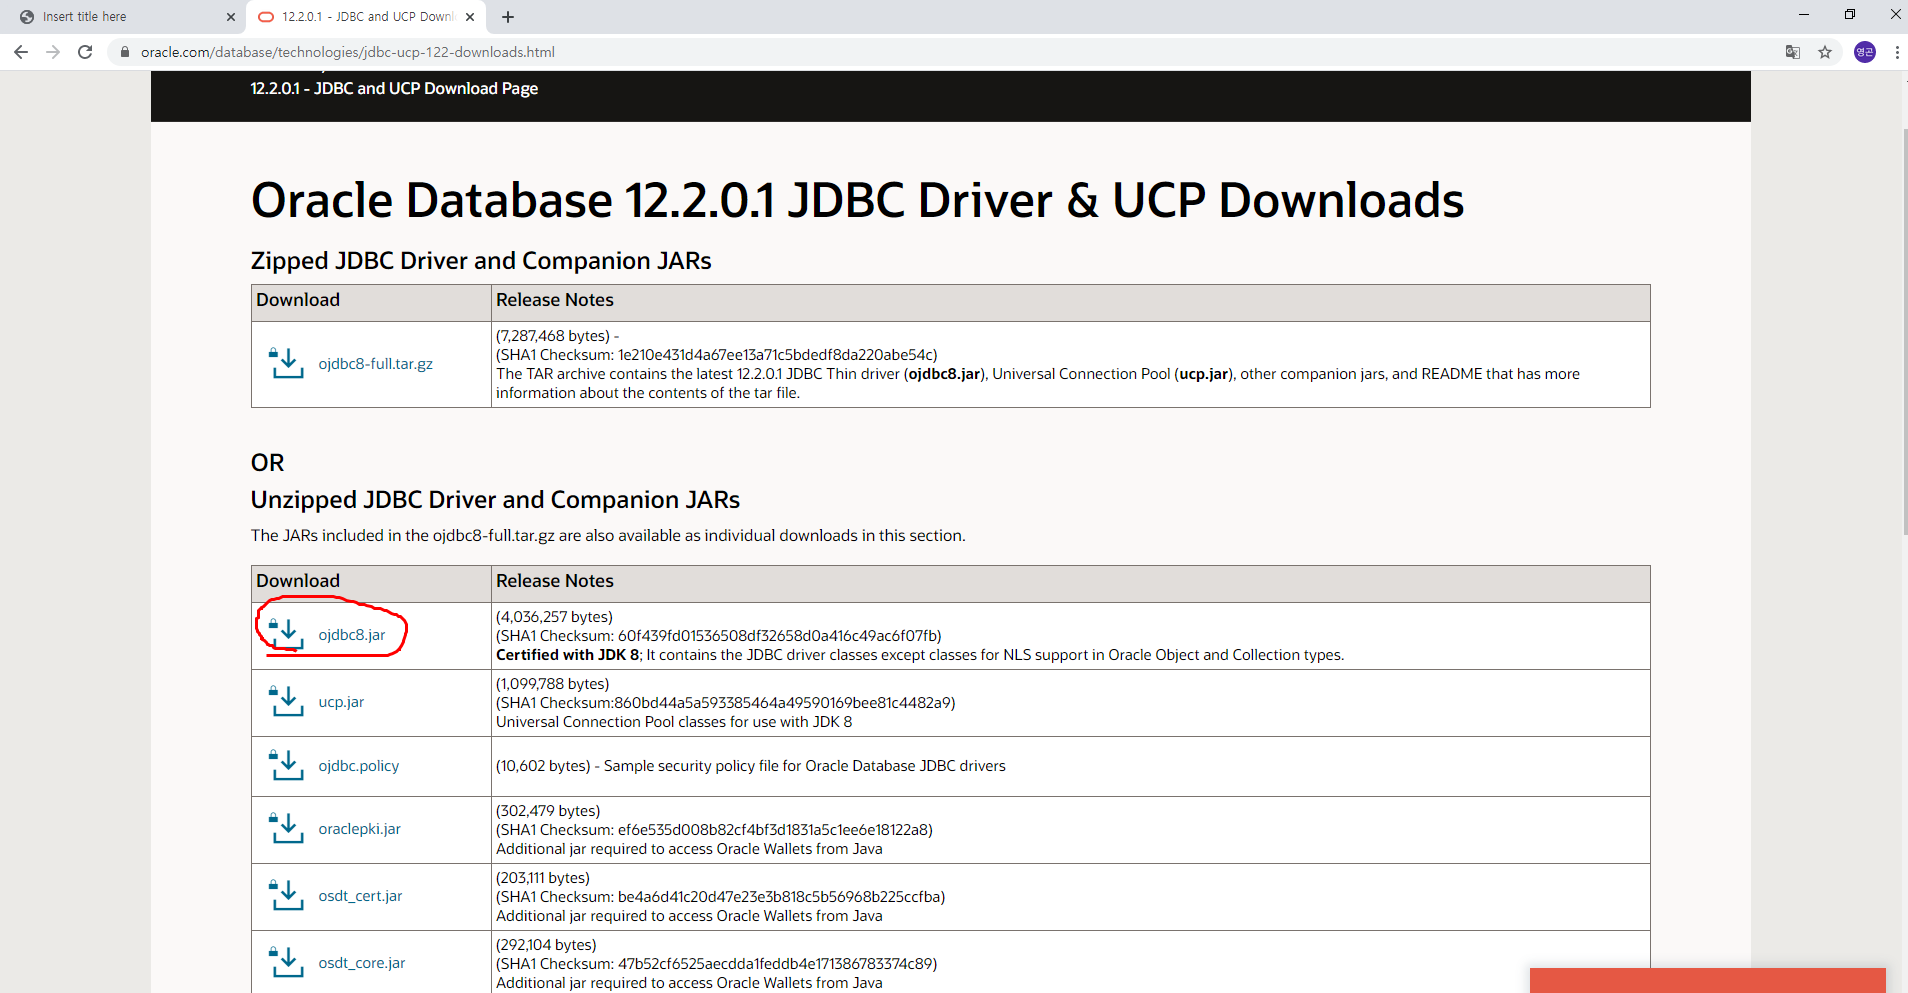 Insert title here
12.2.0.1 - JDBC and UCP Downl
oracle.com/database/technologies/jdbc-ucp-122-downloads.html
영곤
12.2.0.1 - JDBC and UCP Download Page
Oracle Database 12.2.0.1 JDBC Driver & UCP Downloads
Zipped JDBC Driver and Companion JARs
Download Release Notes
ojdbc8-full.tar.gz
(7,287,468 bytes) -
(SHA1 Checksum: 1e210e431d4a67ee13a71c5bdedf8da220abe54c)
The TAR archive contains the latest 12.2.0.1 JDBC Thin driver (ojdbc8.jar), Universal Connection Pool (ucp.jar), other companion jars, and README that has more
information about the contents of the tar file.
OR
Unzipped JDBC Driver and Companion JARs
The JARs included in the ojdbc8-full.tar.gz are also available as individual downloads in this section.
Download Release Notes
ojdbc8.jar
(4,036,257 bytes)
(SHA1 Checksum: 60f439fd01536508df32658d0a416c49ac6f07fb)
Certified with JDK 8; It contains the JDBC driver classes except classes for NLS support in Oracle Object and Collection types.
ucp.jar
(1,099,788 bytes)
(SHA1 Checksum:860bd44a5a593385464a49590169bee81c4482a9)
Universal Connection Pool classes for use with JDK 8
ojdbc.policy
(10,602 bytes) - Sample security policy file for Oracle Database JDBC drivers
oraclepki.jar
(302,479 bytes)
(SHA1 Checksum: ef6e535d008b82cf4bf3d1831a5c1ee6e18122a8)
Additional jar required to access Oracle Wallets from Java
osdt_cert.jar
(203,111 bytes)
(SHA1 Checksum: be4a6d41c20d47e23e3b818c5b56968b225ccfba)
Additional jar required to access Oracle Wallets from Java
osdt_core.jar
(292,104 bytes)
(SHA1 Checksum: 47b52cf6525aecdda1feddb4e171386783374c89)
Additional jar required to access Oracle Wallets from Java